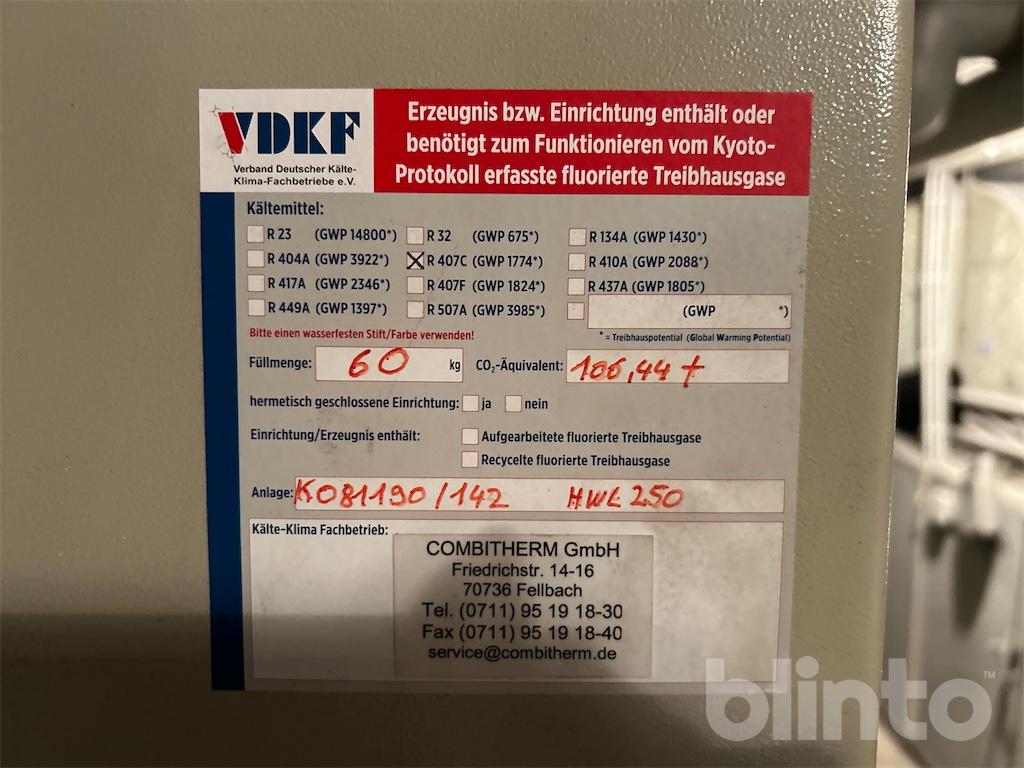 VDKF
Verband Deutscher Kälte-
Klima-Fachbetriebe e.V.
Erzeugnis bzw. Einrichtung enthält oder
benötigt zum Funktionieren vom Kyoto-
Protokoll erfasste fluorierte Treibhausgase
Kältemittel:
R 23 (GWP 14800*) R 32 (GWP 675*) R 134A (GWP 1430*)
R 404A (GWP 3922*) R 407C (GWP 1774*) R 410A (GWP 2088*)
R 417A (GWP 2346*) R 407F (GWP 1824*) R 437A (GWP 1805*)
R 449A (GWP 1397*) R 507A (GWP 3985*) (GWP *)
Bitte einen wasserfesten Stift/Farbe verwenden! * = Treibhauspotential (Global Warming Potential)
Füllmenge: 60 kg CO₂-Äquivalent: 106,44 t
hermetisch geschlossene Einrichtung: ja nein
Einrichtung/Erzeugnis enthält: Aufgearbeitete fluorierte Treibhausgase
Recycelte fluorierte Treibhausgase
Anlage: K081190/142 HWL 250
Kälte-Klima Fachbetrieb:
COMBITHERM GmbH
Friedrichstr. 14-16
70736 Fellbach
Tel. (0711) 95 19 18-30
Fax (0711) 95 19 18-40
service@combitherm.de
blinto™